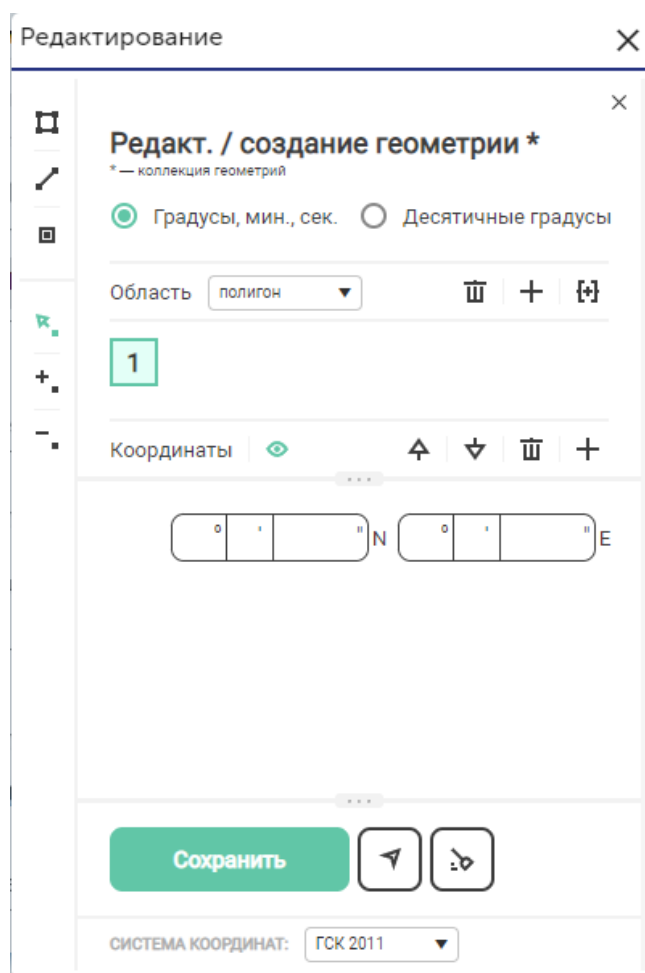 Редактирование
Редакт. / создание геометрии *
* — коллекция геометрий
Градусы, мин., сек. Десятичные градусы
Область полигон
1
Координаты
° ' " N ° ' " E
Сохранить
СИСТЕМА КООРДИНАТ: ГСК 2011